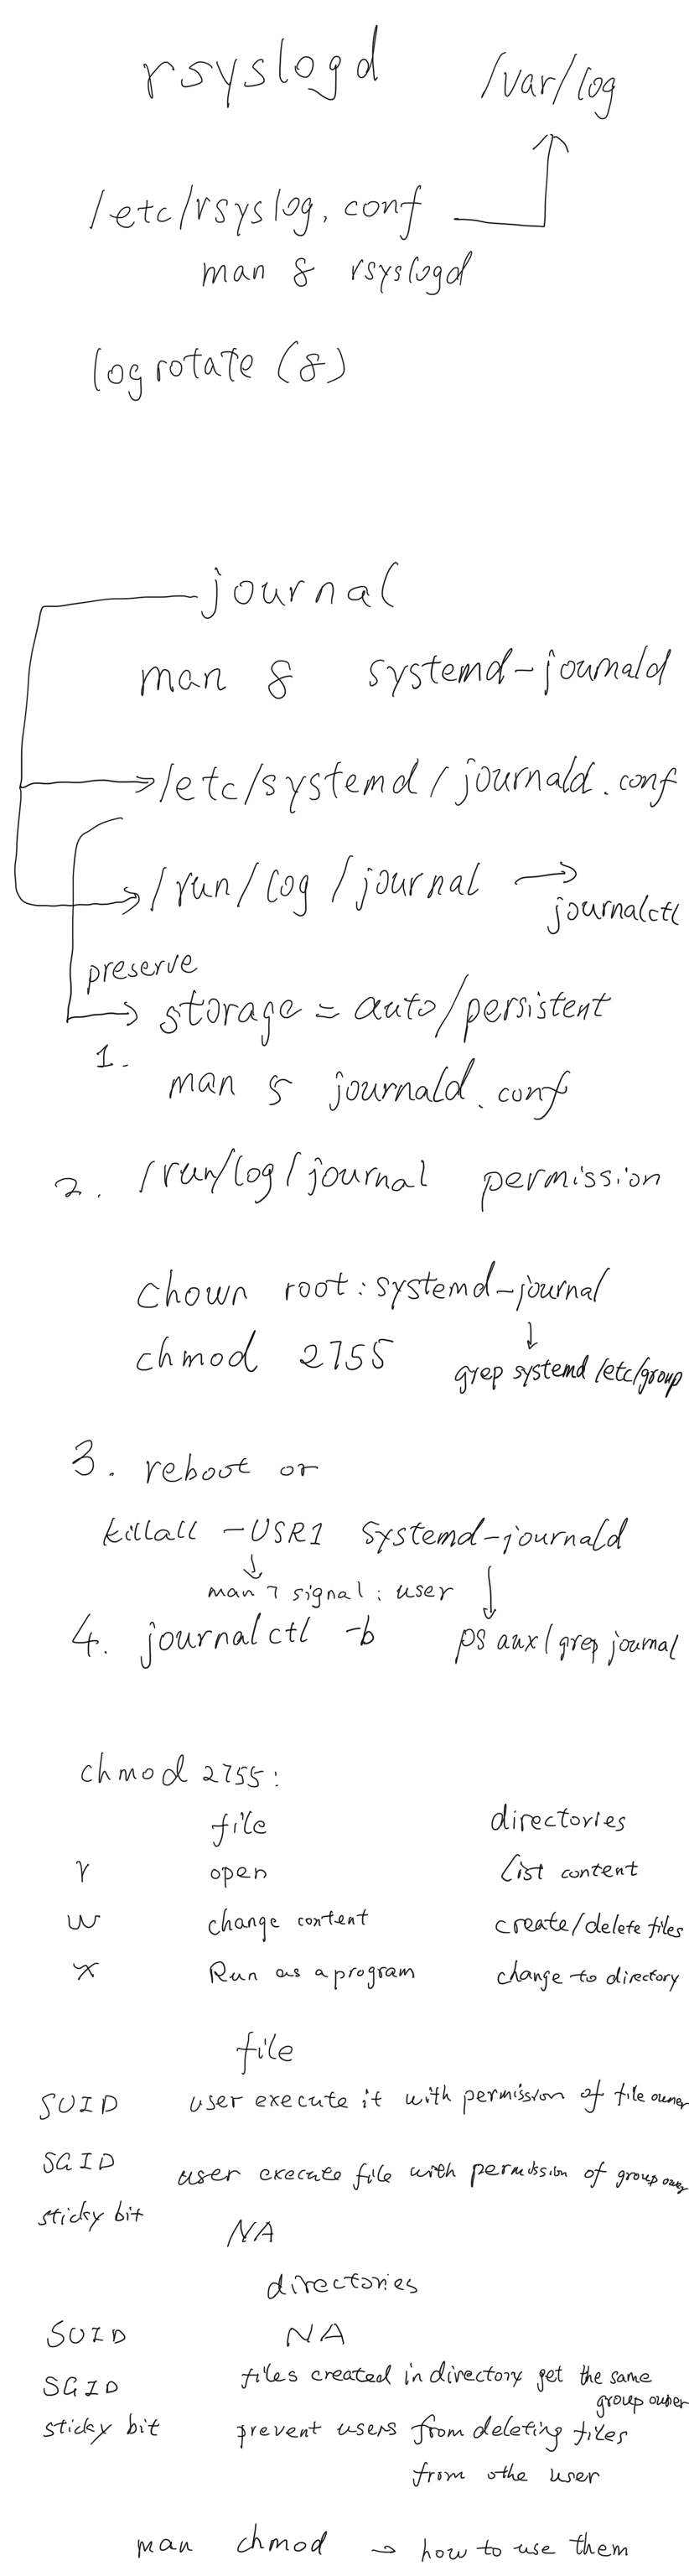 rsyslogd /var/log
/etc/rsyslog.conf
man 8 rsyslogd
logrotate (8)
journal
man 8 systemd-journald
/etc/systemd/journald.conf
/run/log/journal
journalctl
preserve
storage = auto/persistent
1.
man 5 journald.conf
2. /run/log/journal permission
chown root:systemd-journal
chmod 2755
grep systemd /etc/group
3. reboot or
killall -USR1 systemd-journald
man 7 signal : user
4. journalctl -b
ps aux | grep journal
chmod 2755:
file directories
r open list content
w change content create/delete files
x Run as a program change to directory
file
SUID user execute it with permission of file owner
SGID user execute file with permission of group owner
sticky bit NA
directories
SUID NA
SGID files created in directory get the same
group owner
sticky bit prevent users from deleting files
from othe user
man chmod → how to use them